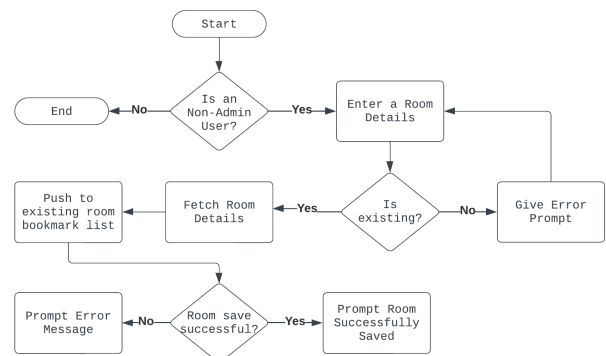 Start
End
No
Is an
Non-Admin
User?
Yes
Enter a Room
Details
Push to
existing room
bookmark list
Fetch Room
Details
Yes
Is
existing?
No
Give Error
Prompt
Prompt Error
Message
No
Room save
successful?
Yes
Prompt Room
Successfully
Saved